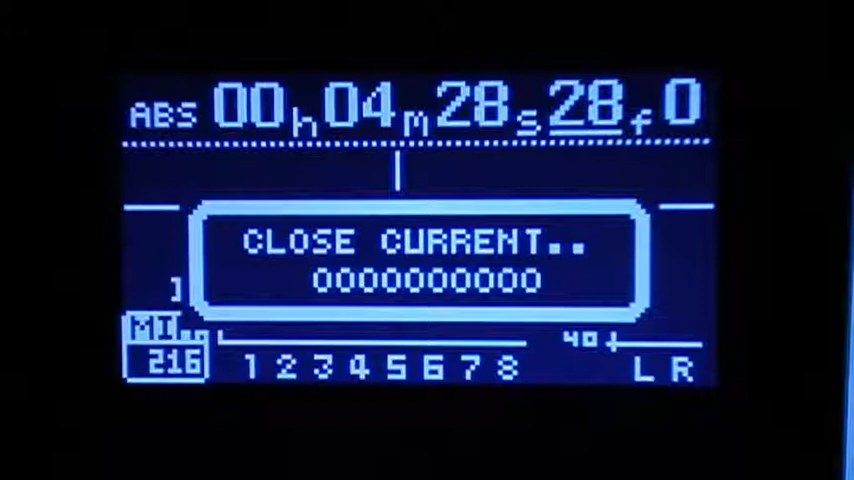 ABS 00h04m28s28f0
CLOSE CURRENT..
0000000000
MI..
216
1 2 3 4 5 6 7 8
40
L R